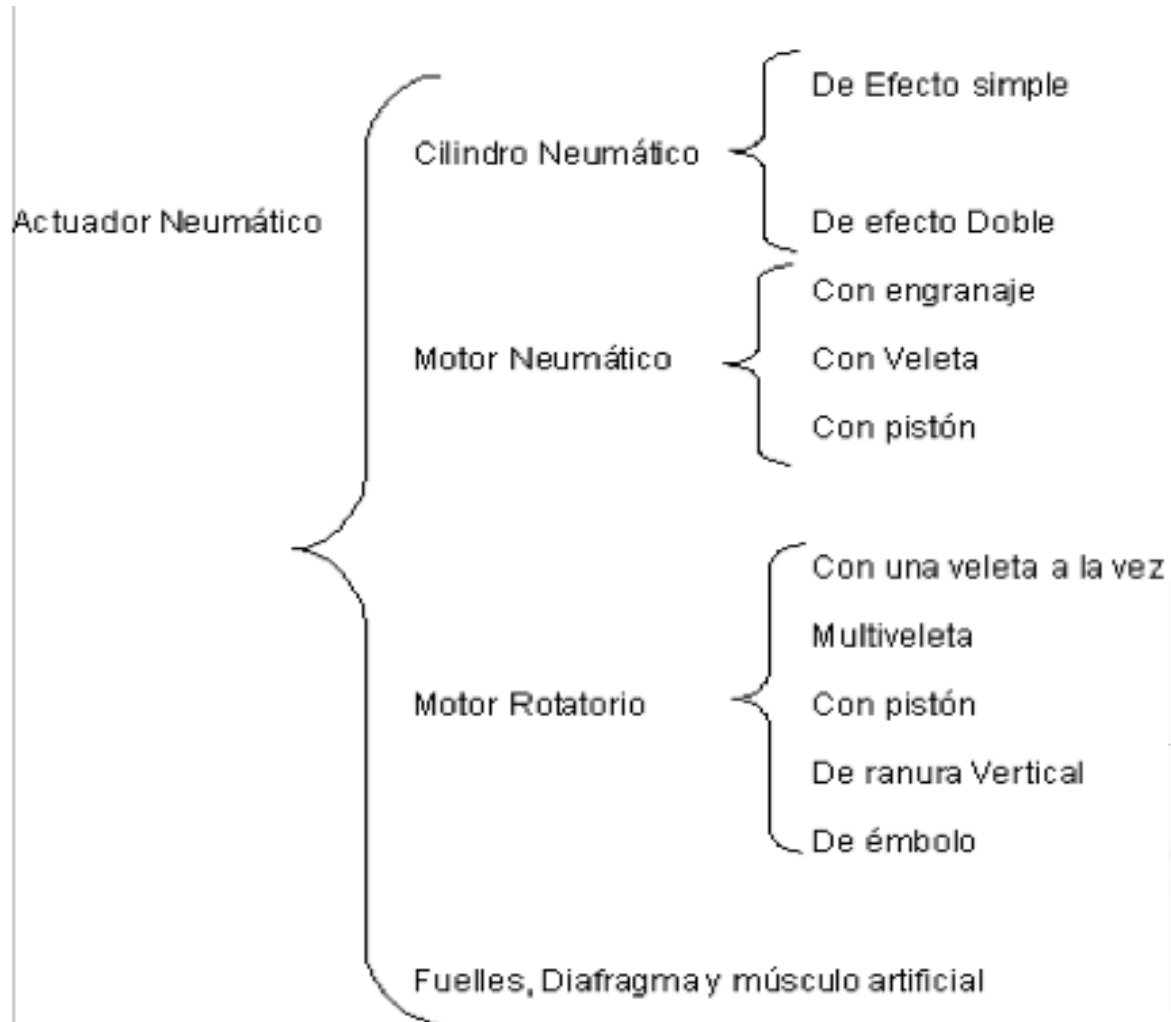 Actuador Neumático
Cilindro Neumático
De Efecto simple
De efecto Doble
Motor Neumático
Con engranaje
Con Veleta
Con pistón
Motor Rotatorio
Con una veleta a la vez
Multiveleta
Con pistón
De ranura Vertical
De émbolo
Fuelles, Diafragma y músculo artificial